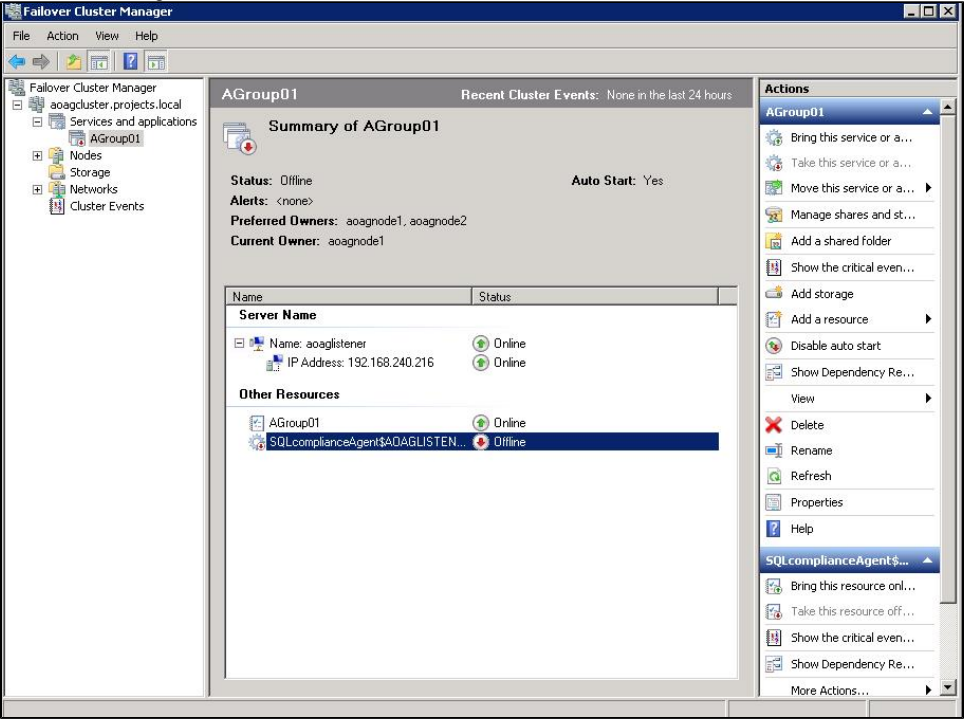 Failover Cluster Manager
File Action View Help
Failover Cluster Manager
aoagcluster.projects.local
Services and applications
AGroup01
Nodes
Storage
Networks
Cluster Events
AGroup01 Recent Cluster Events: None in the last 24 hours
Summary of AGroup01
Status: Offline Auto Start: Yes
Alerts: <none>
Preferred Owners: aoagnode1, aoagnode2
Current Owner: aoagnode1
Name Status
Server Name
Name: aoaglistener Online
IP Address: 192.168.240.216 Online
Other Resources
AGroup01 Online
SQLcomplianceAgent$AOAGLISTEN... Offline
Actions
AGroup01
Bring this service or a...
Take this service or a...
Move this service or a...
Manage shares and st...
Add a shared folder
Show the critical even...
Add storage
Add a resource
Disable auto start
Show Dependency Re...
View
Delete
Rename
Refresh
Properties
Help
SQLcomplianceAgent$...
Bring this resource onl...
Take this resource off...
Show the critical even...
Show Dependency Re...
More Actions...